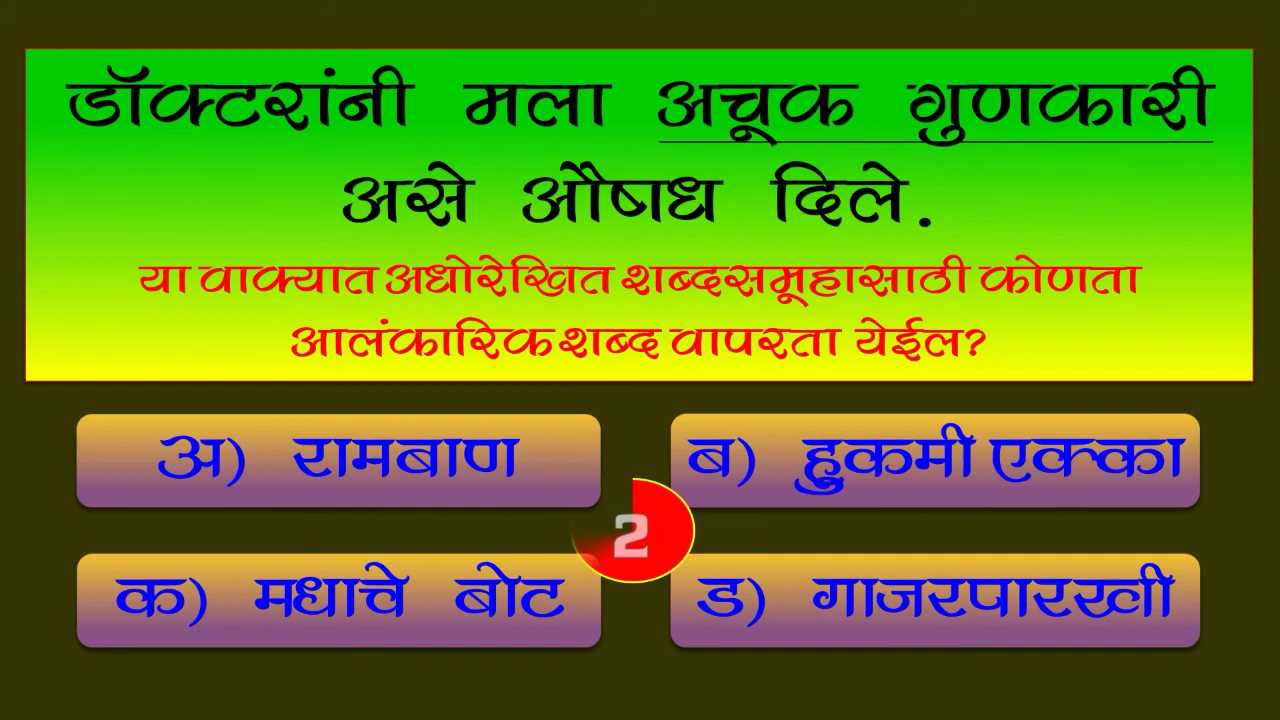 डॉक्टरांनी मला अचूक गुणकारी
असे औषध दिले.
या वाक्यात अधोरेखित शब्दसमूहासाठी कोणता
आलंकारिक शब्द वापरता येईल?
अ) रामबाण
ब) हुकमी एक्का
2
क) मधाचे बोट
ड) गाजरपारखी